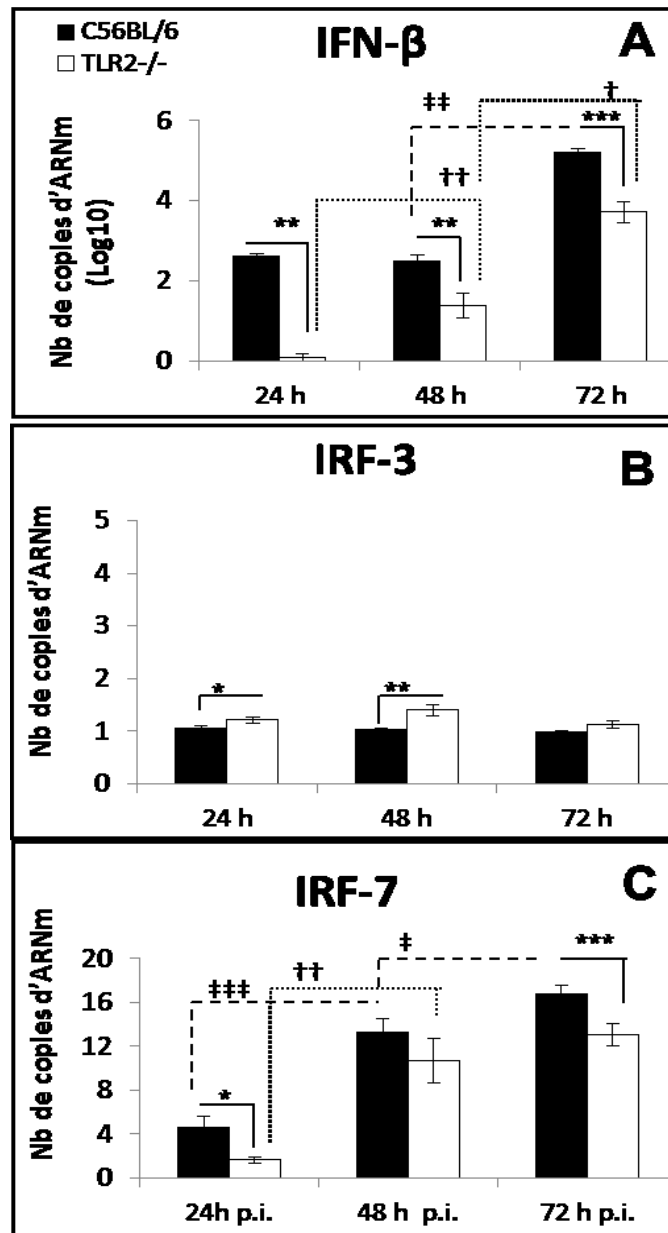 C56BL/6
TLR2-/-
IFN-β
A
Nb de copies d'ARNm
(Log10)
6
4
2
0
**
††
‡‡
**
†
***
24 h
48 h
72 h
IRF-3
B
Nb de copies d'ARNm
5
4
3
2
1
0
*
**
24 h
48 h
72 h
IRF-7
C
Nb de copies d'ARNm
20
16
12
8
4
0
‡‡‡
*
††
‡
***
24h p.i.
48 h p.i.
72 h p.i.